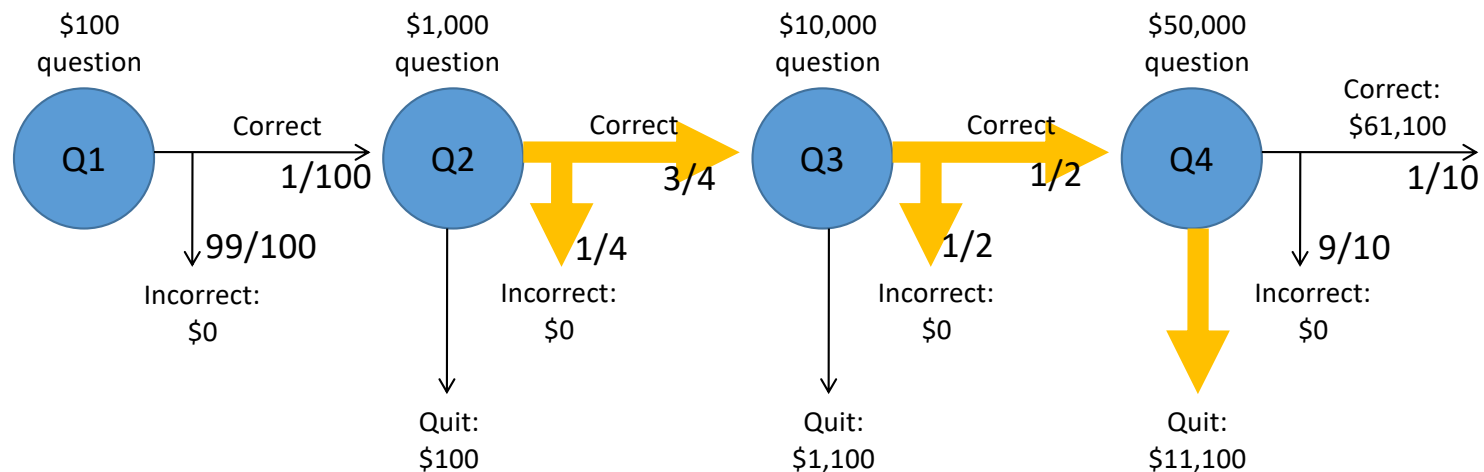 $100
question
$1,000
question
$10,000
question
$50,000
question
Q1
Correct
1/100
99/100
Incorrect:
$0
Q2
Correct
3/4
1/4
Incorrect:
$0
Quit:
$100
Q3
Correct
1/2
1/2
Incorrect:
$0
Quit:
$1,100
Q4
Correct:
$61,100
1/10
9/10
Incorrect:
$0
Quit:
$11,100